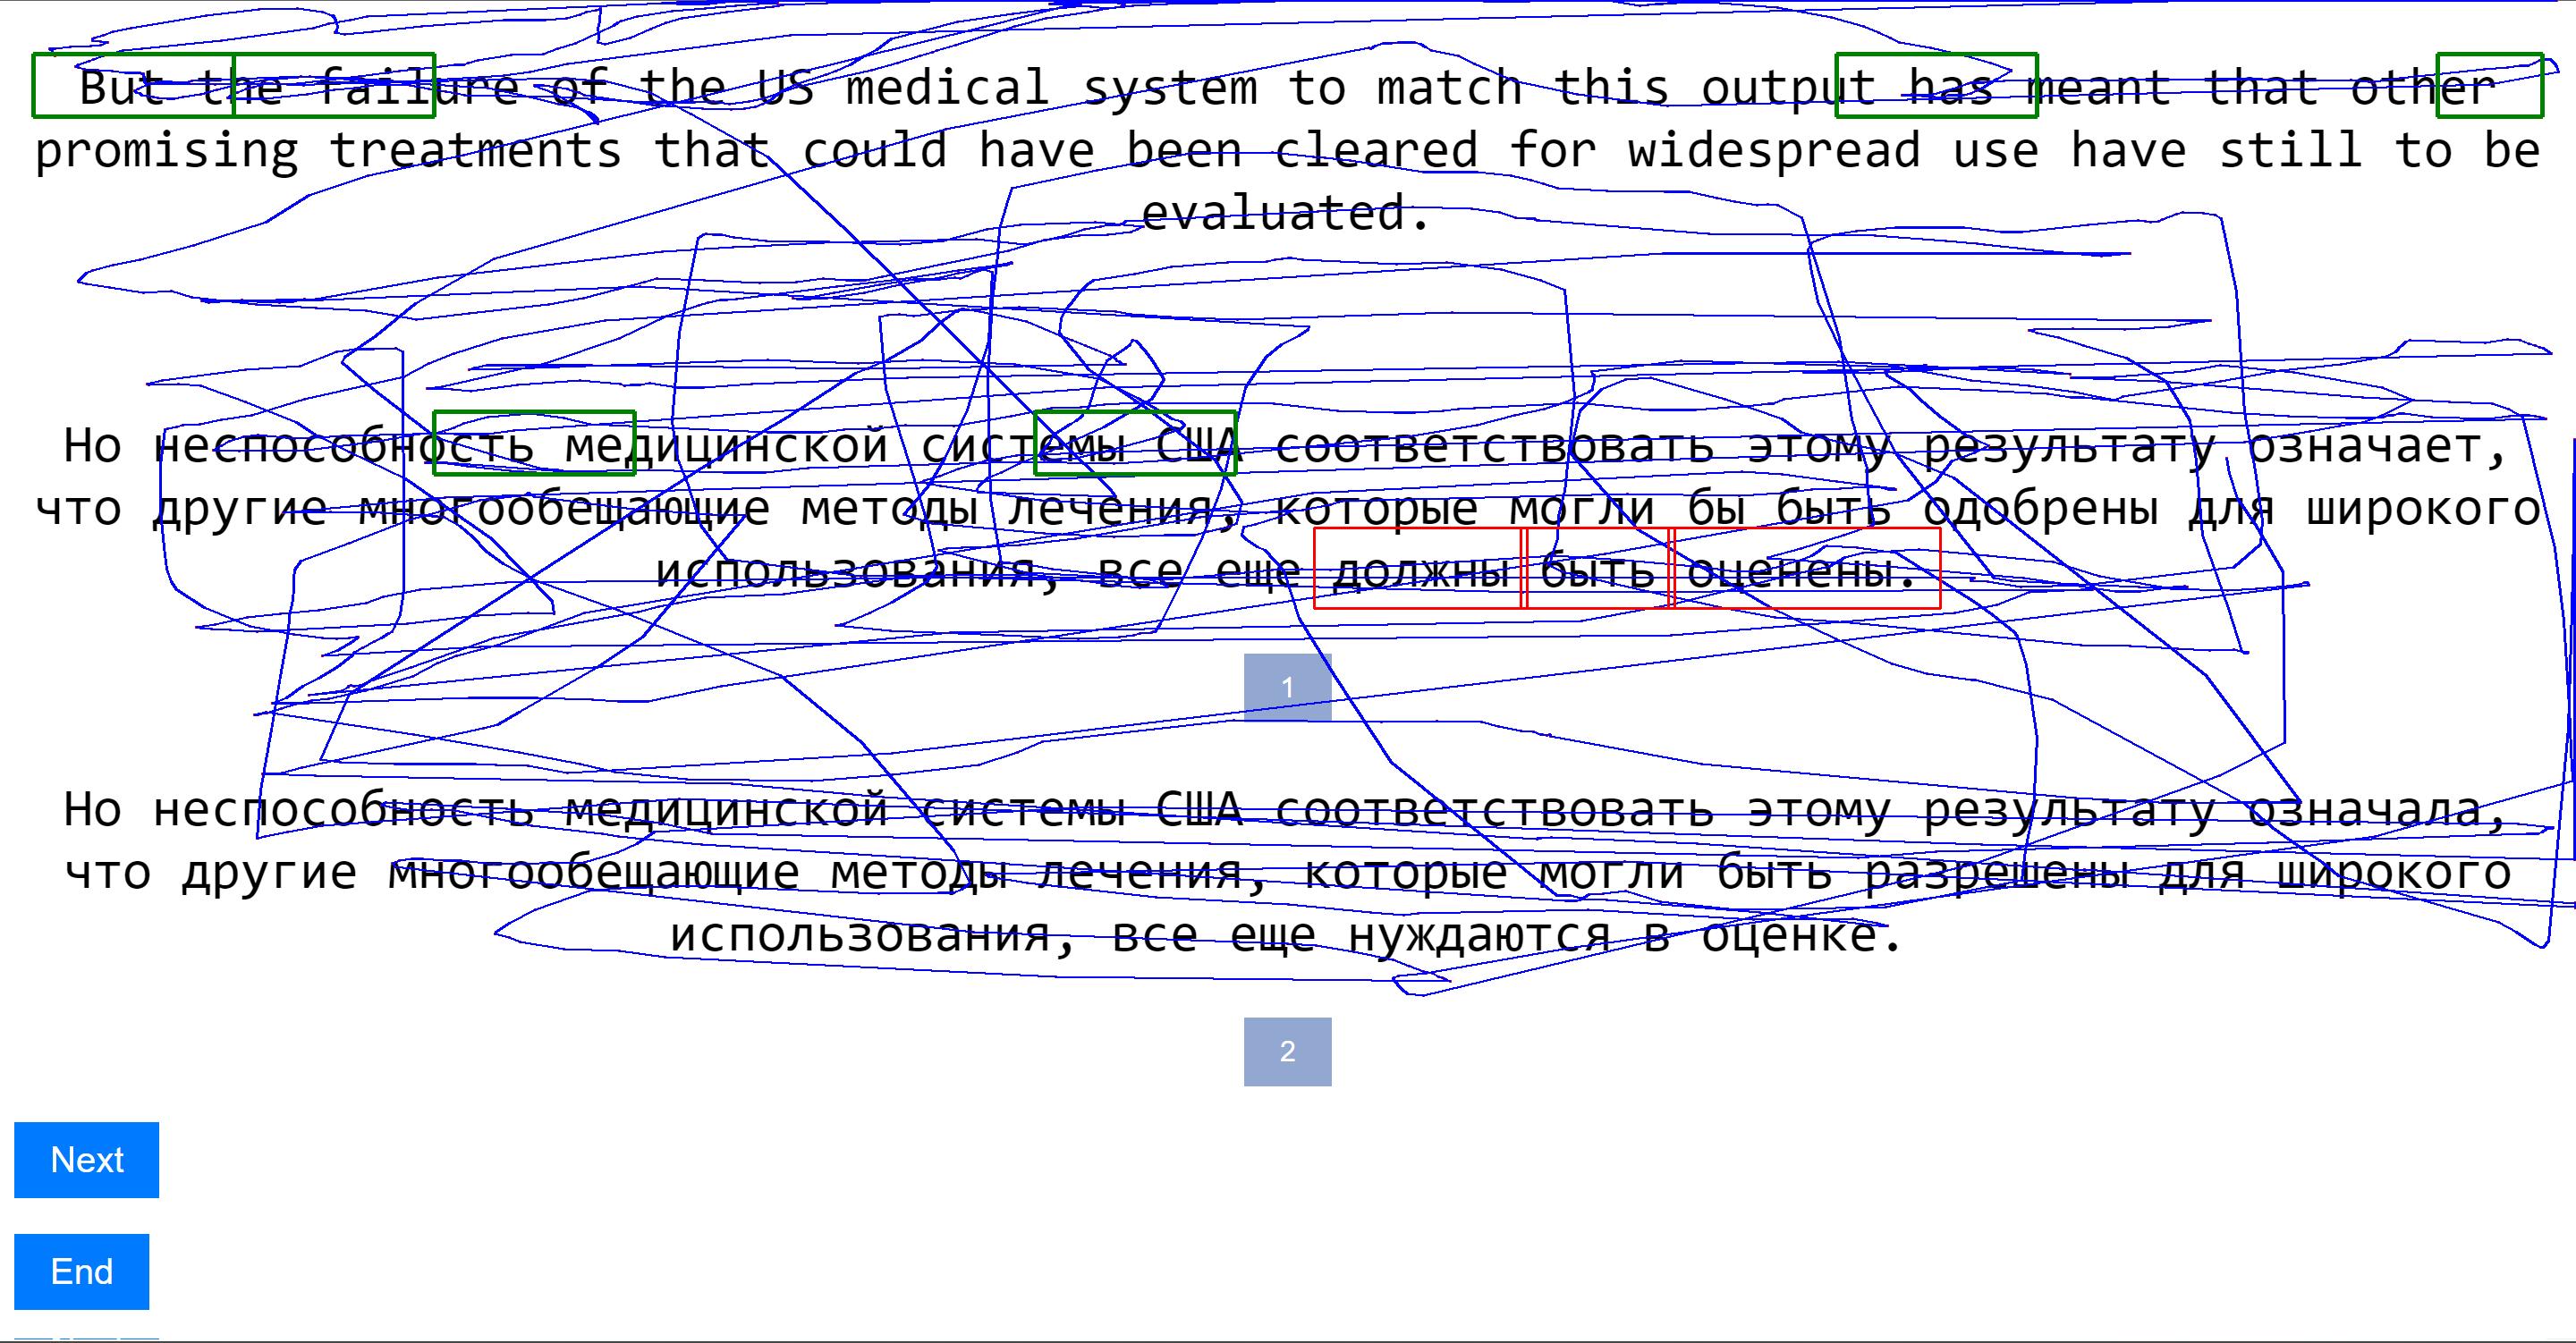 But the failure of the US medical system to match this output has meant that other
promising treatments that could have been cleared for widespread use have still to be
evaluated.
Но неспособность медицинской системы США соответствовать этому результату означает,
что другие многообещающие методы лечения, которые могли бы быть одобрены для широкого
использования, все еще должны быть оценены.
1
Но неспособность медицинской системы США соответствовать этому результату означала,
что другие многообещающие методы лечения, которые могли быть разрешены для широкого
использования, все еще нуждаются в оценке.
2
Next
End